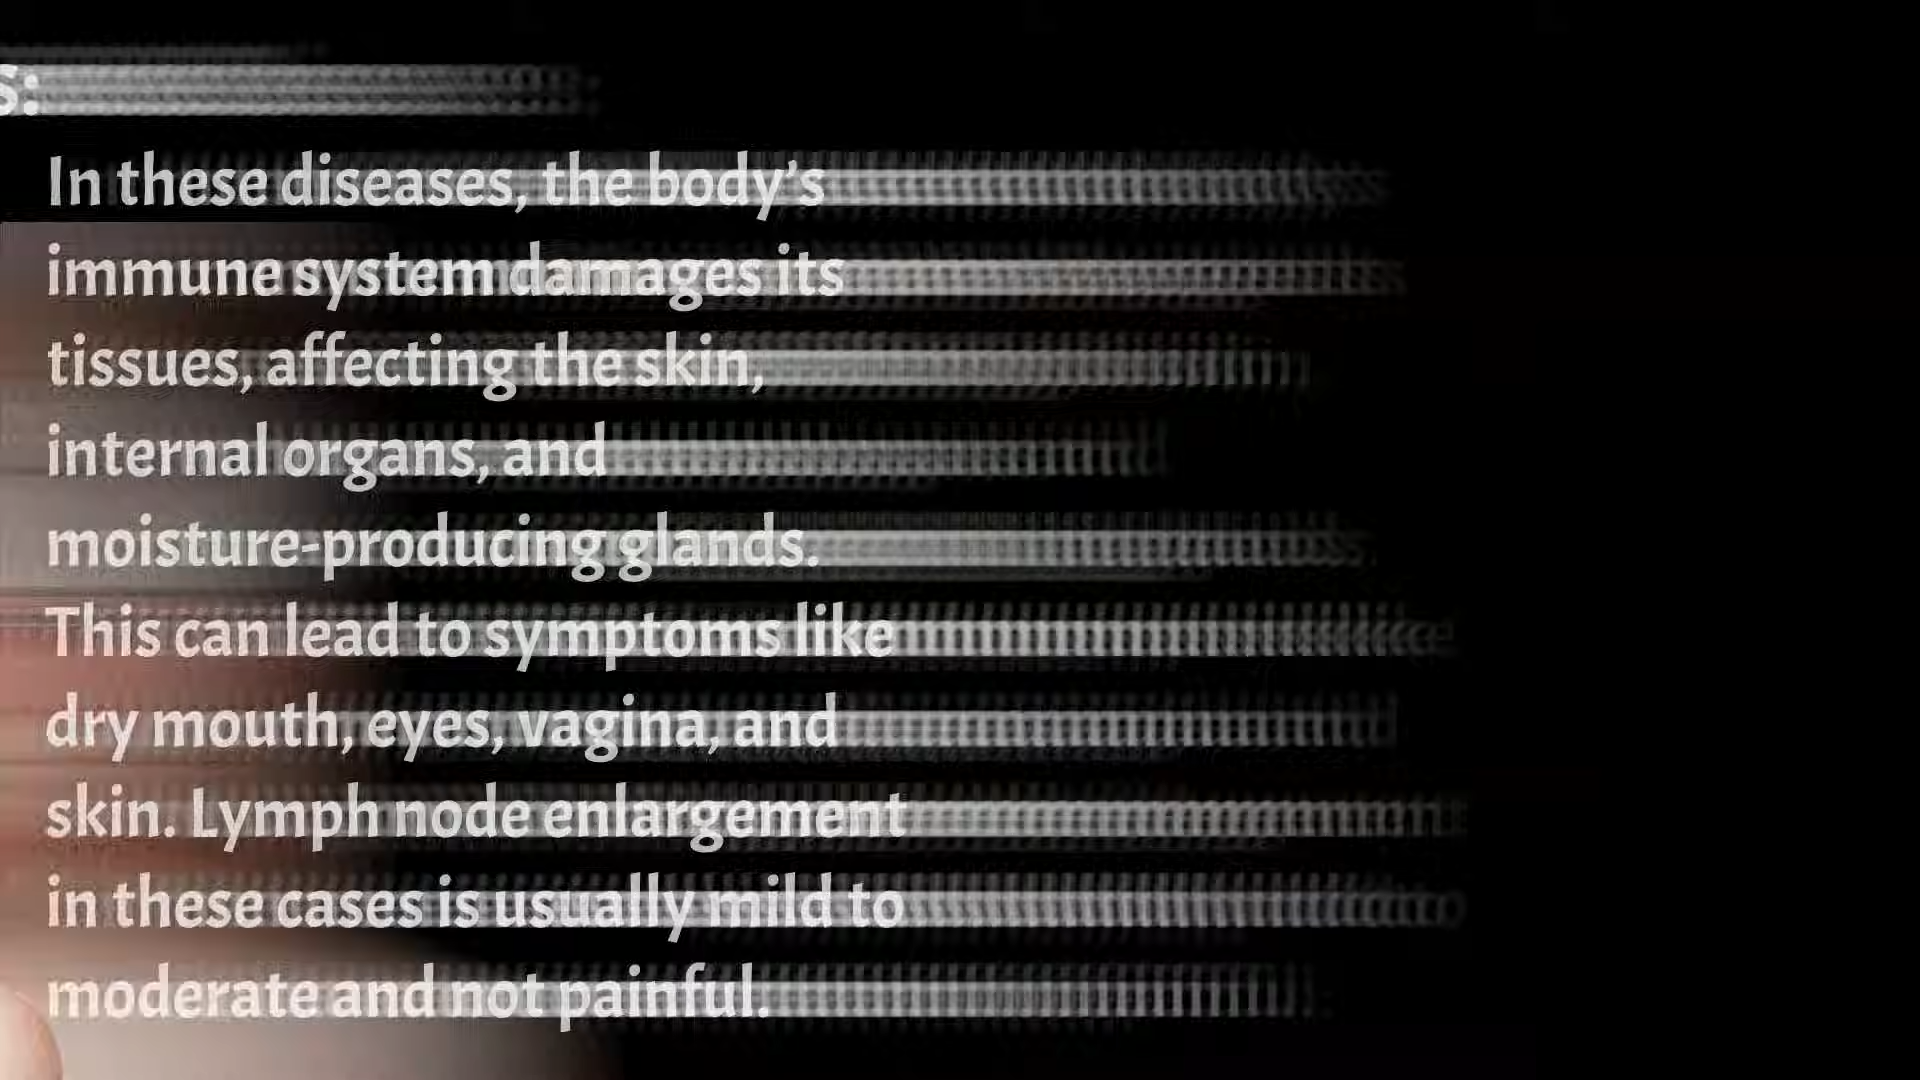 s:
In these diseases, the body’s
immune system damages its
tissues, affecting the skin,
internal organs, and
moisture-producing glands.
This can lead to symptoms like
dry mouth, eyes, vagina, and
skin. Lymph node enlargement
in these cases is usually mild to
moderate and not painful.